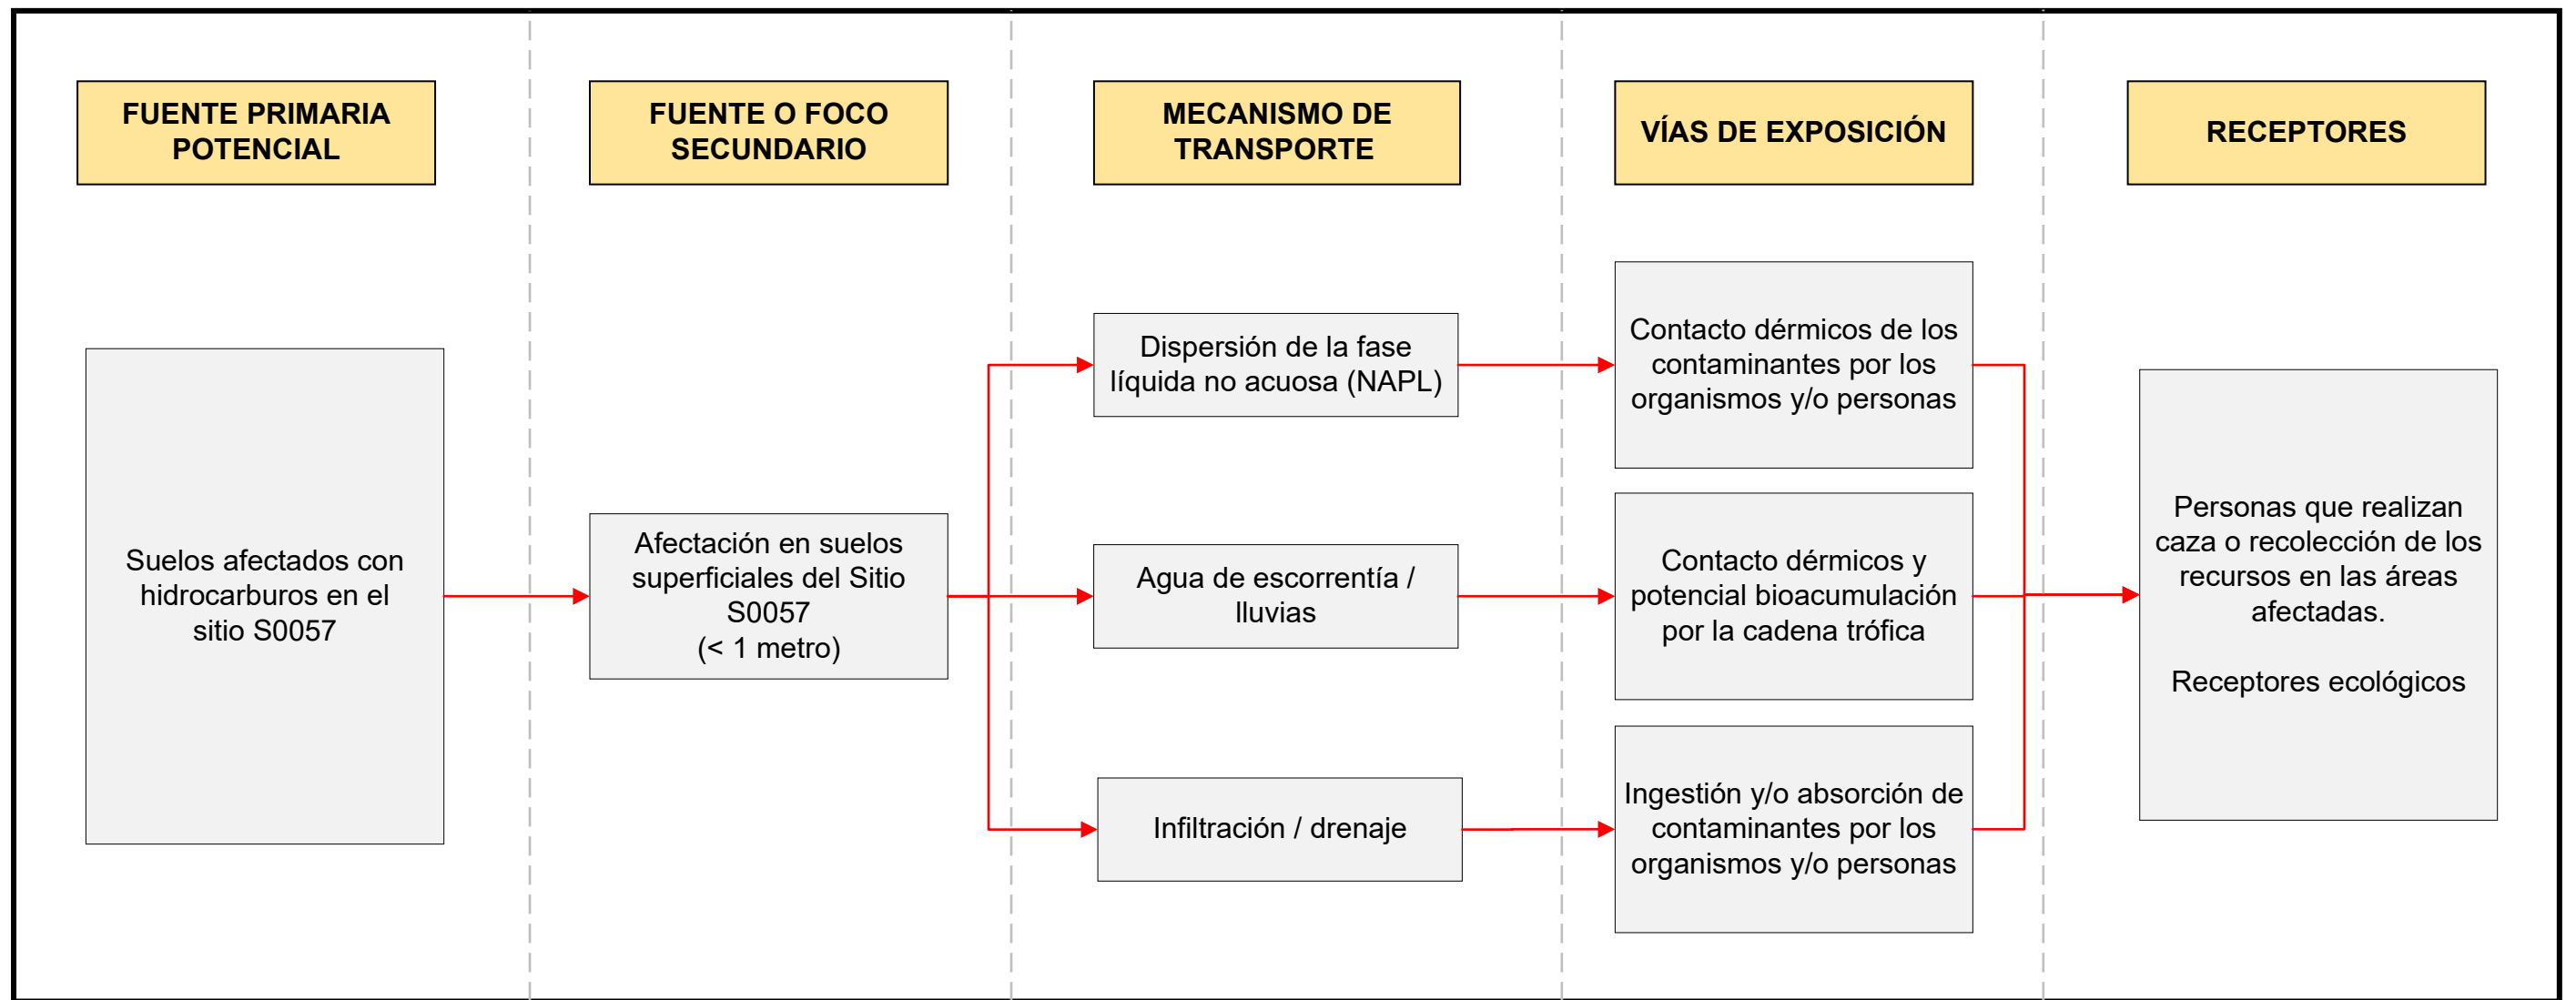 FUENTE PRIMARIA
POTENCIAL
FUENTE O FOCO
SECUNDARIO
MECANISMO DE
TRANSPORTE
VÍAS DE EXPOSICIÓN
RECEPTORES
Suelos afectados con
hidrocarburos en el
sitio S0057
Afectación en suelos
superficiales del Sitio
S0057
(< 1 metro)
Dispersión de la fase
líquida no acuosa (NAPL)
Agua de escorrentía /
lluvias
Infiltración / drenaje
Contacto dérmicos de los
contaminantes por los
organismos y/o personas
Contacto dérmicos y
potencial bioacumulación
por la cadena trófica
Ingestión y/o absorción de
contaminantes por los
organismos y/o personas
Personas que realizan
caza o recolección de los
recursos en las áreas
afectadas.
Receptores ecológicos